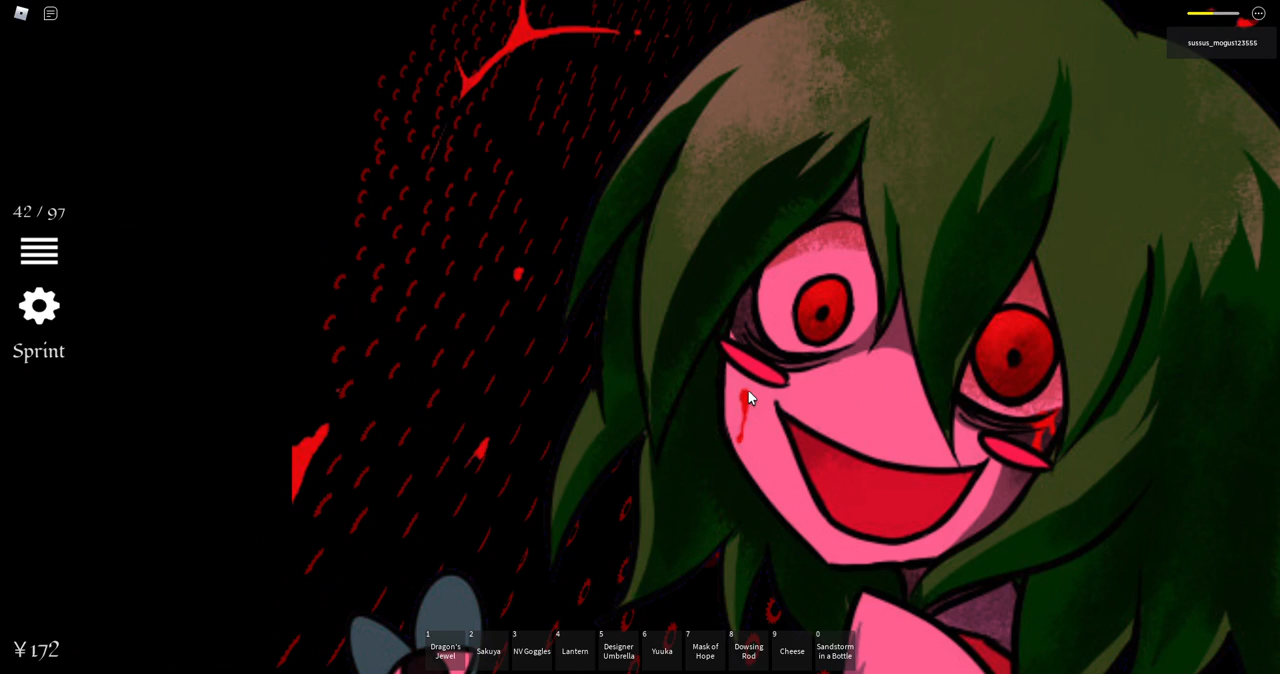 sussus_mogus123555
42 / 97
Sprint
¥172
1
Dragon's
Jewel
2
Sakuya
3
NV Goggles
4
Lantern
5
Designer
Umbrella
6
Yuuka
7
Mask of
Hope
8
Dowsing
Rod
9
Cheese
0
Sandstorm
in a Bottle